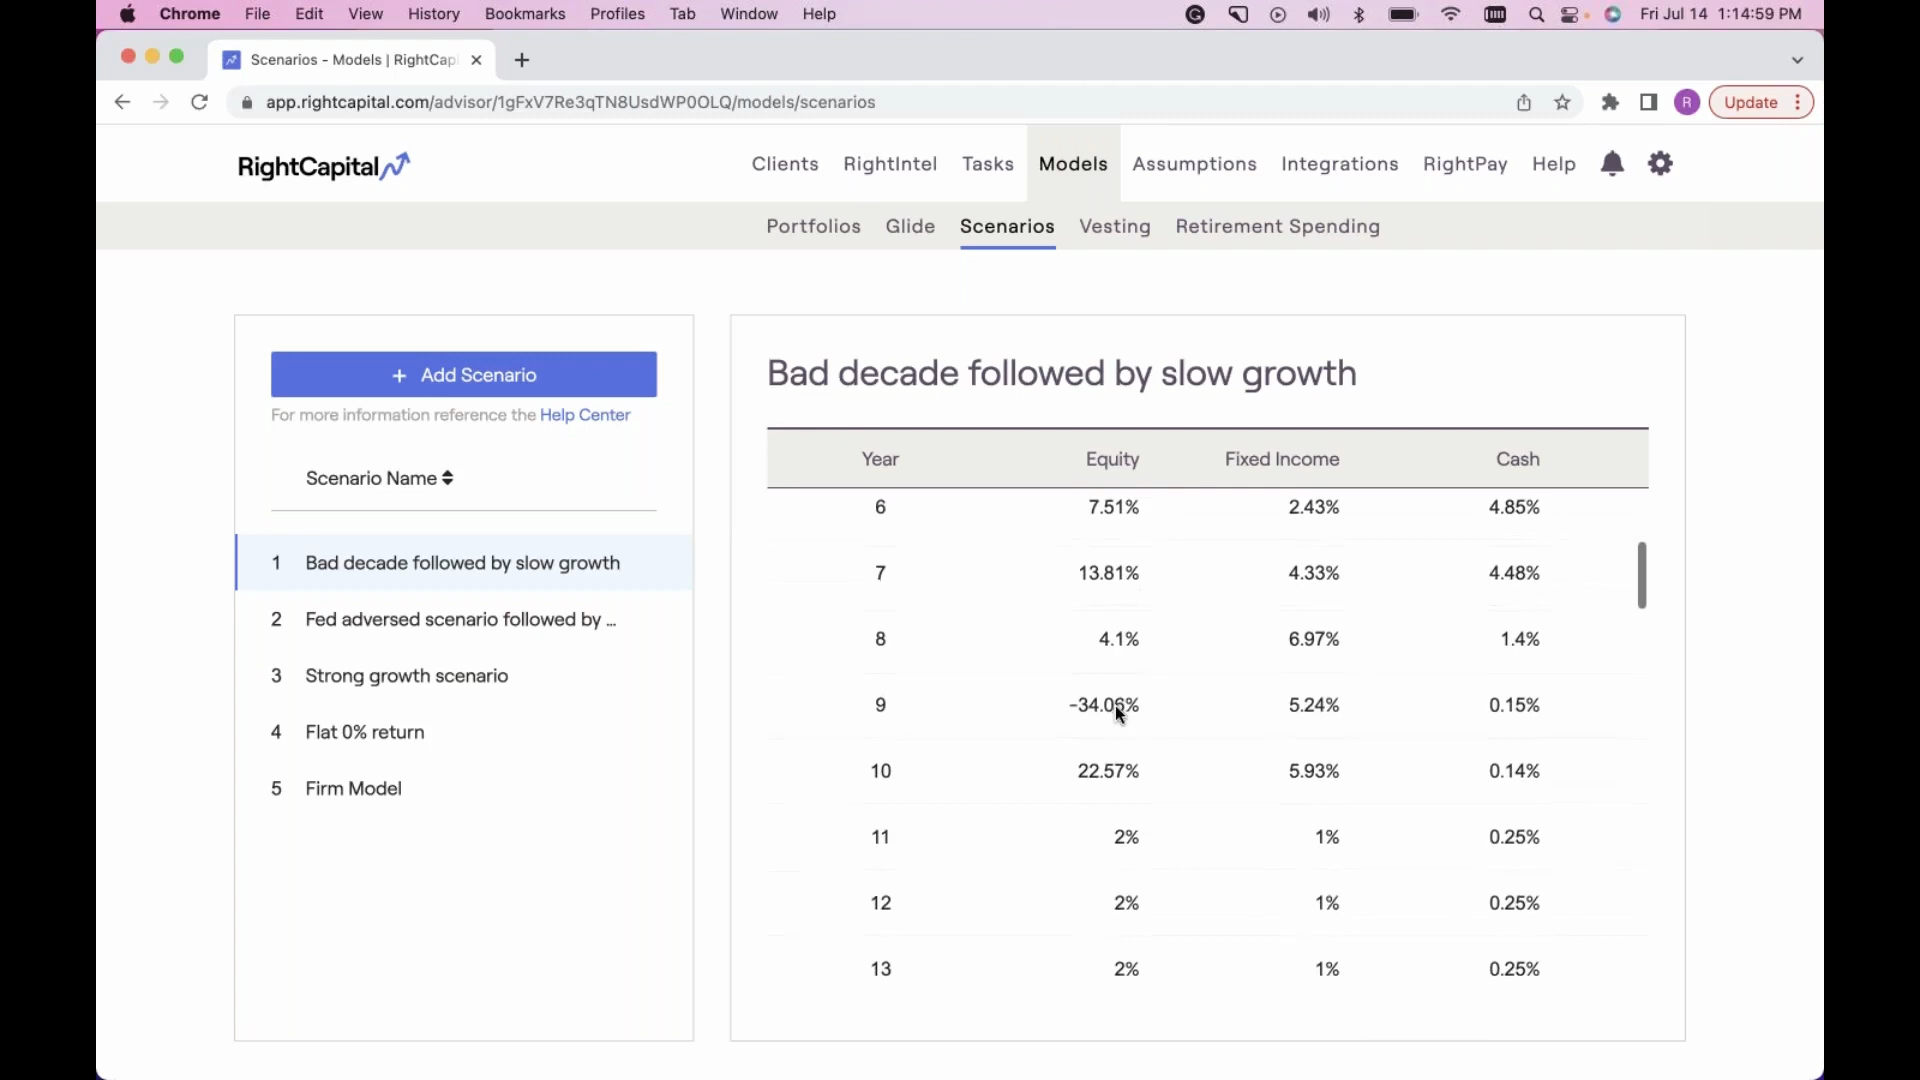 Chrome File Edit View History Bookmarks Profiles Tab Window Help Fri Jul 14 1:14:59 PM
Scenarios - Models | RightCap
app.rightcapital.com/advisor/1gFxV7Re3qTN8UsdWP0OLQ/models/scenarios R Update
RightCapital Clients RightIntel Tasks Models Assumptions Integrations RightPay Help
Portfolios Glide Scenarios Vesting Retirement Spending
+ Add Scenario
For more information reference the Help Center
Scenario Name
1 Bad decade followed by slow growth
2 Fed adversed scenario followed by ...
3 Strong growth scenario
4 Flat 0% return
5 Firm Model
Bad decade followed by slow growth
Year Equity Fixed Income Cash
6 7.51% 2.43% 4.85%
7 13.81% 4.33% 4.48%
8 4.1% 6.97% 1.4%
9 -34.06% 5.24% 0.15%
10 22.57% 5.93% 0.14%
11 2% 1% 0.25%
12 2% 1% 0.25%
13 2% 1% 0.25%